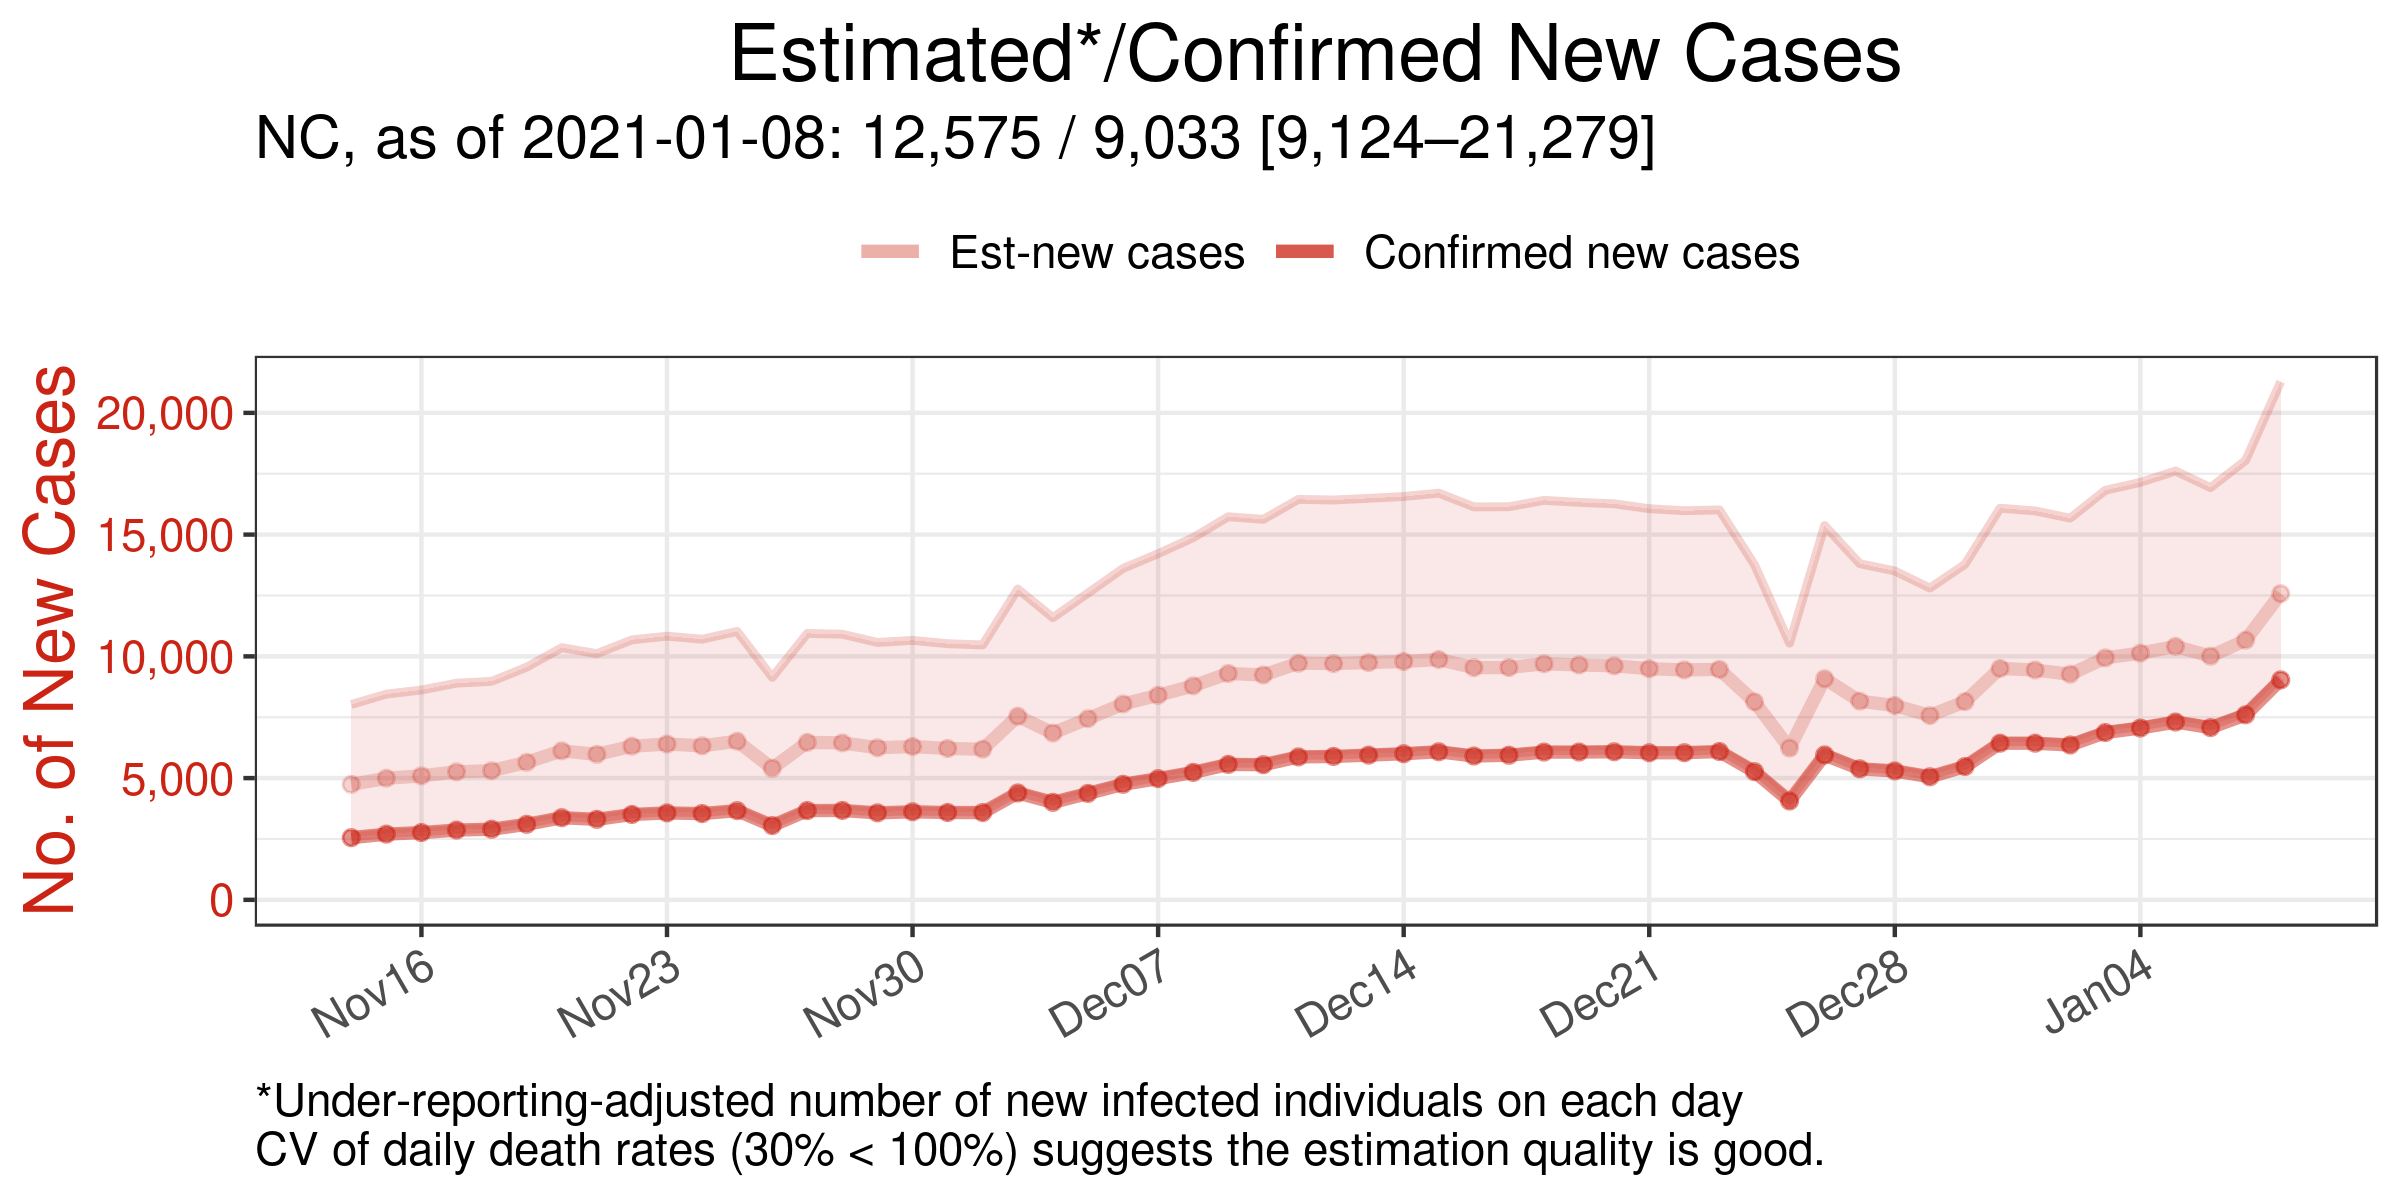 Estimated*/Confirmed New Cases
NC, as of 2021-01-08: 12,575 / 9,033 [9,124–21,279]
Est-new cases
Confirmed new cases
No. of New Cases
20,000
15,000
10,000
5,000
0
Nov16
Nov23
Nov30
Dec07
Dec14
Dec21
Dec28
Jan04
*Under-reporting-adjusted number of new infected individuals on each day
CV of daily death rates (30% < 100%) suggests the estimation quality is good.